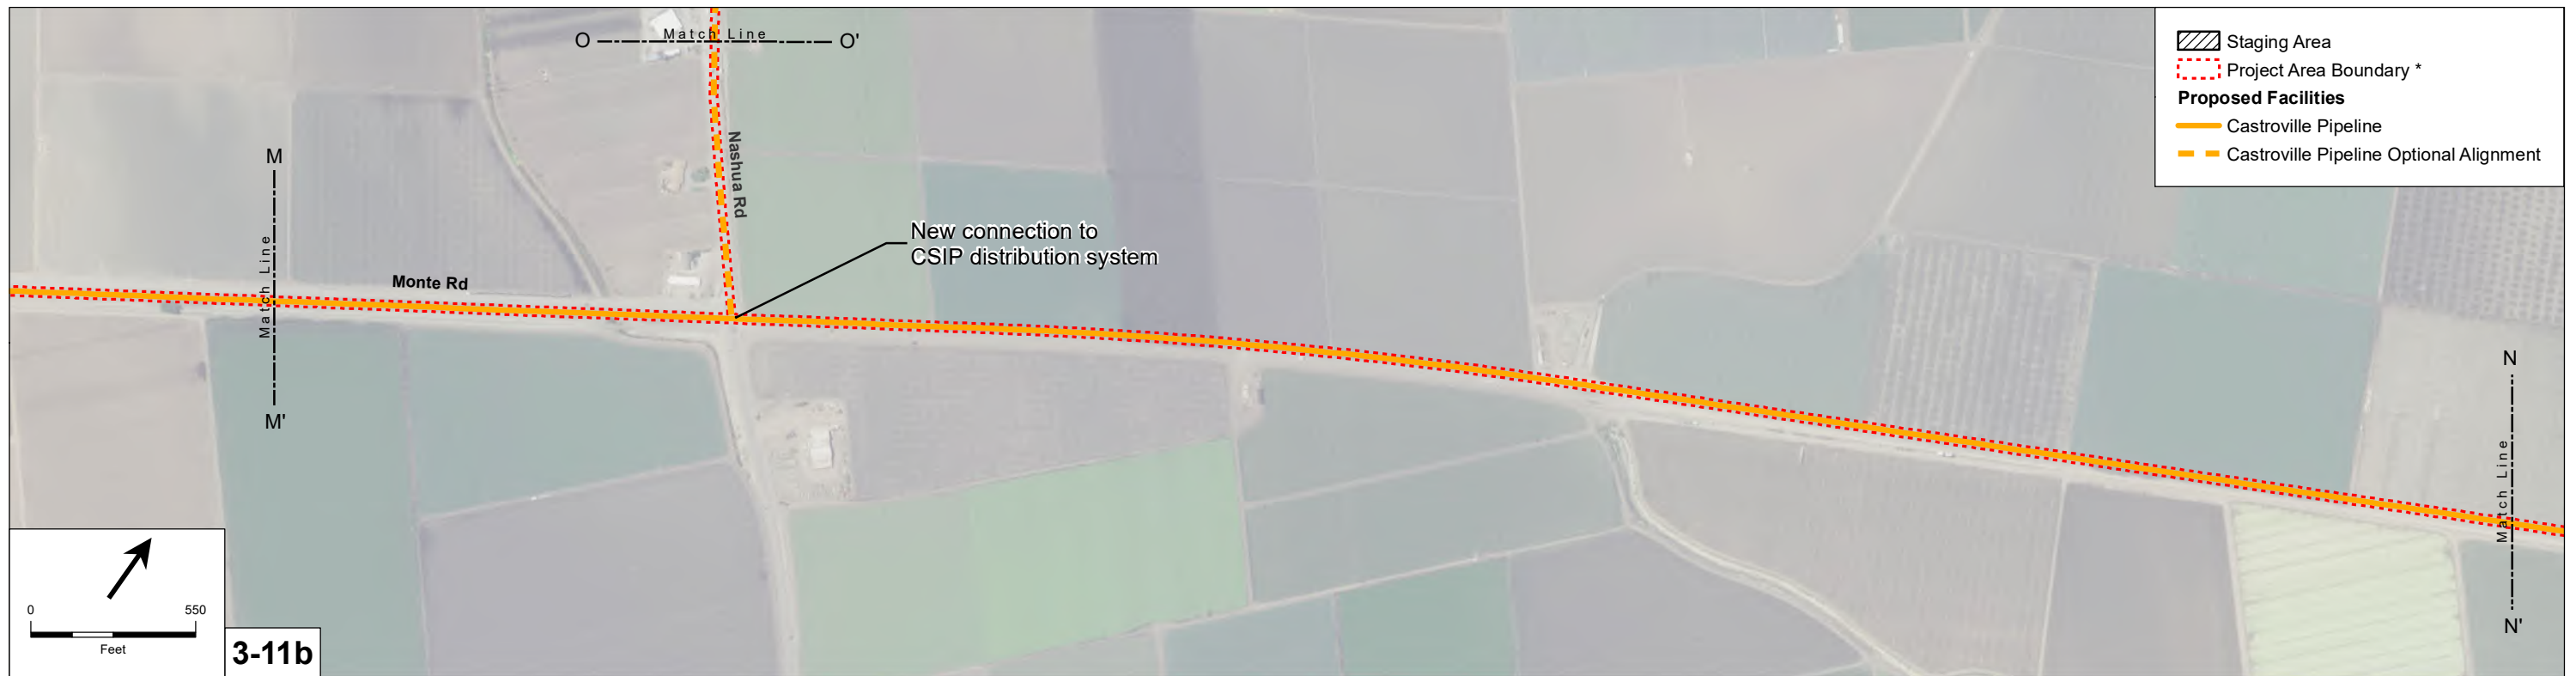 O Match Line O'
Staging Area
Project Area Boundary *
Proposed Facilities
Castroville Pipeline
Castroville Pipeline Optional Alignment
Nashua Rd
M
Match Line
M'
Monte Rd
New connection to
CSIP distribution system
N
Match Line
N'
0 550
Feet
3-11b